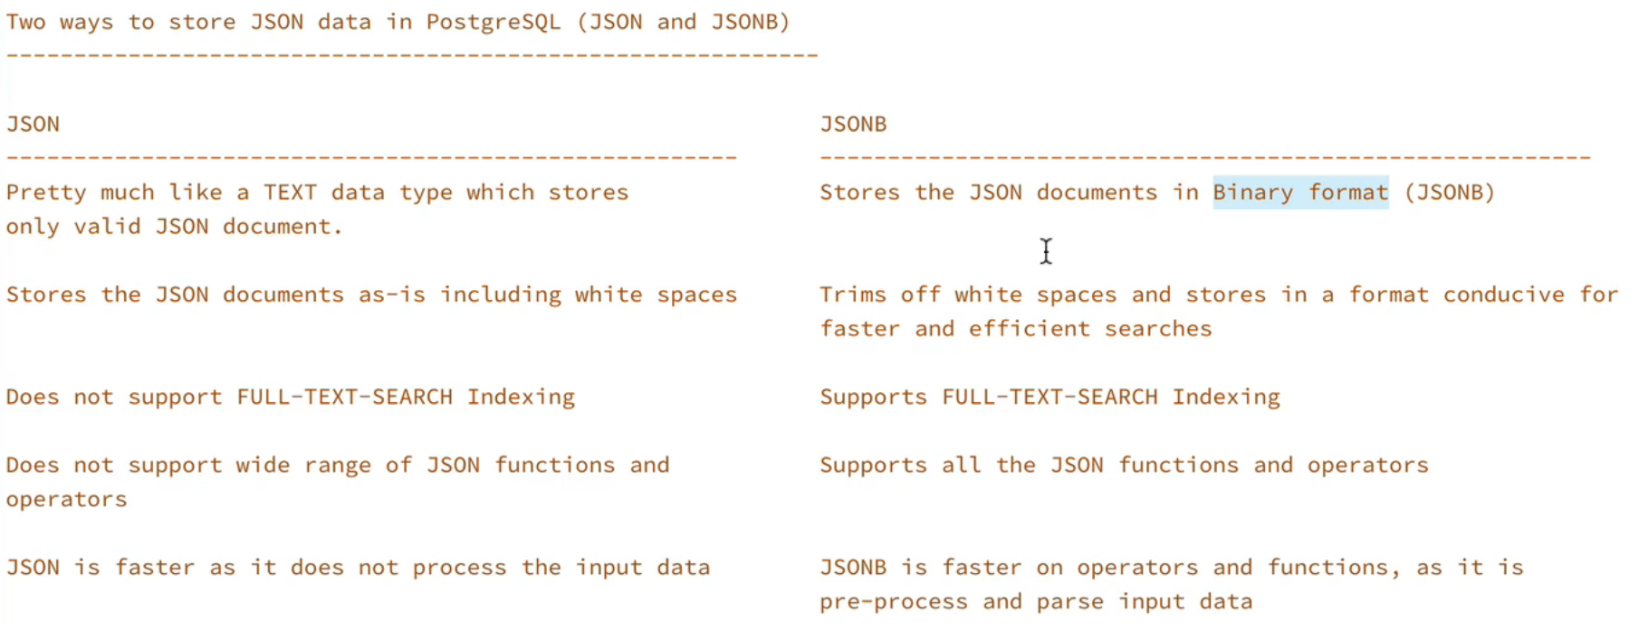 Two ways to store JSON data in PostgreSQL (JSON and JSONB)
------------------------------------------------------------
JSON
------------------------------------------------------
Pretty much like a TEXT data type which stores
only valid JSON document.
Stores the JSON documents as-is including white spaces
Does not support FULL-TEXT-SEARCH Indexing
Does not support wide range of JSON functions and
operators
JSON is faster as it does not process the input data
JSONB
---------------------------------------------------------
Stores the JSON documents in Binary format (JSONB)
Trims off white spaces and stores in a format conducive for
faster and efficient searches
Supports FULL-TEXT-SEARCH Indexing
Supports all the JSON functions and operators
JSONB is faster on operators and functions, as it is
pre-process and parse input data